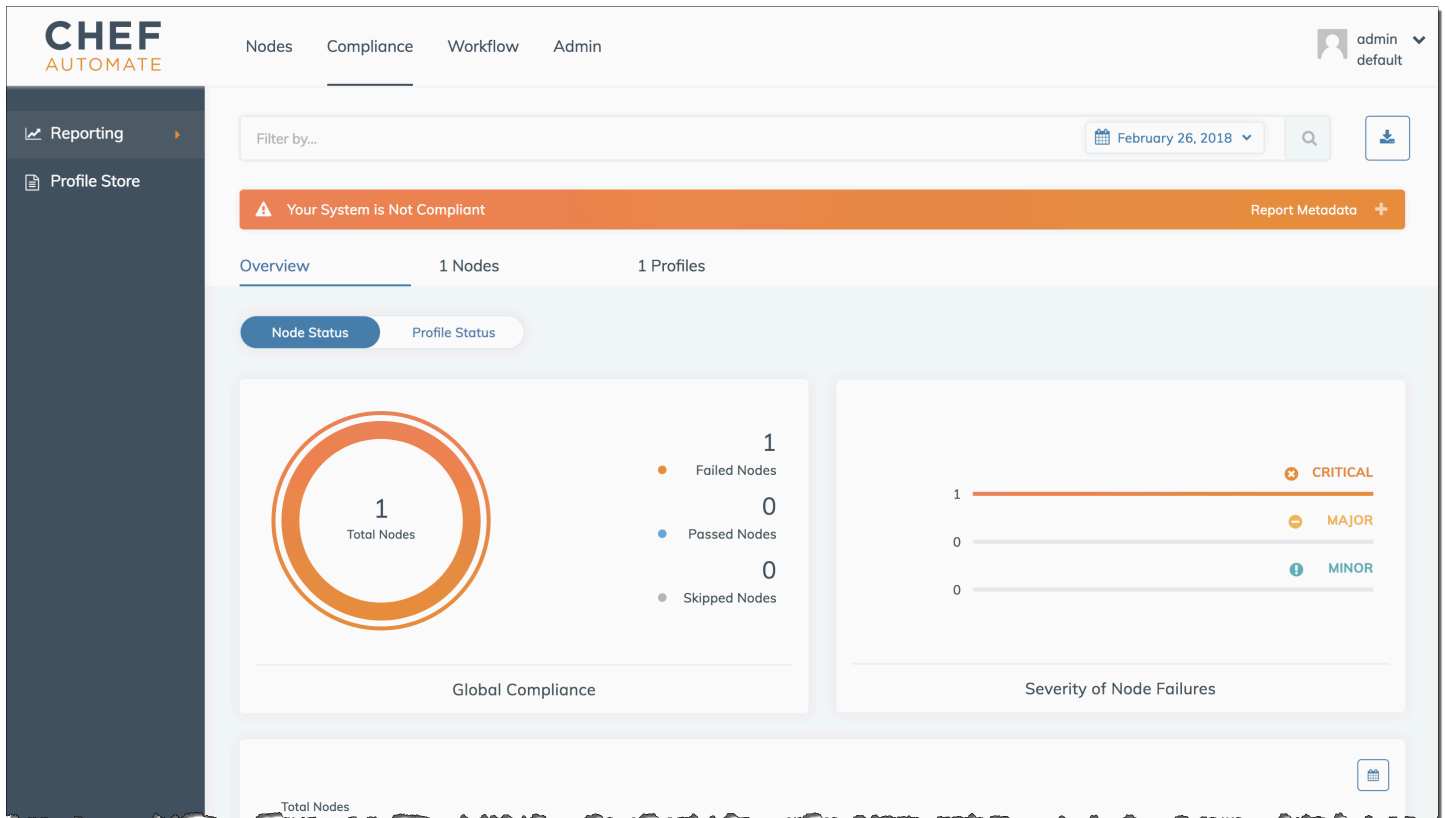 CHEF
AUTOMATE
Nodes Compliance Workflow Admin
admin
default
Reporting
Profile Store
Filter by...
February 26, 2018
Your System is Not Compliant
Report Metadata
Overview 1 Nodes 1 Profiles
Node Status Profile Status
1
Total Nodes
1
Failed Nodes
0
Passed Nodes
0
Skipped Nodes
Global Compliance
CRITICAL
1
MAJOR
0
MINOR
0
Severity of Node Failures
Total Nodes